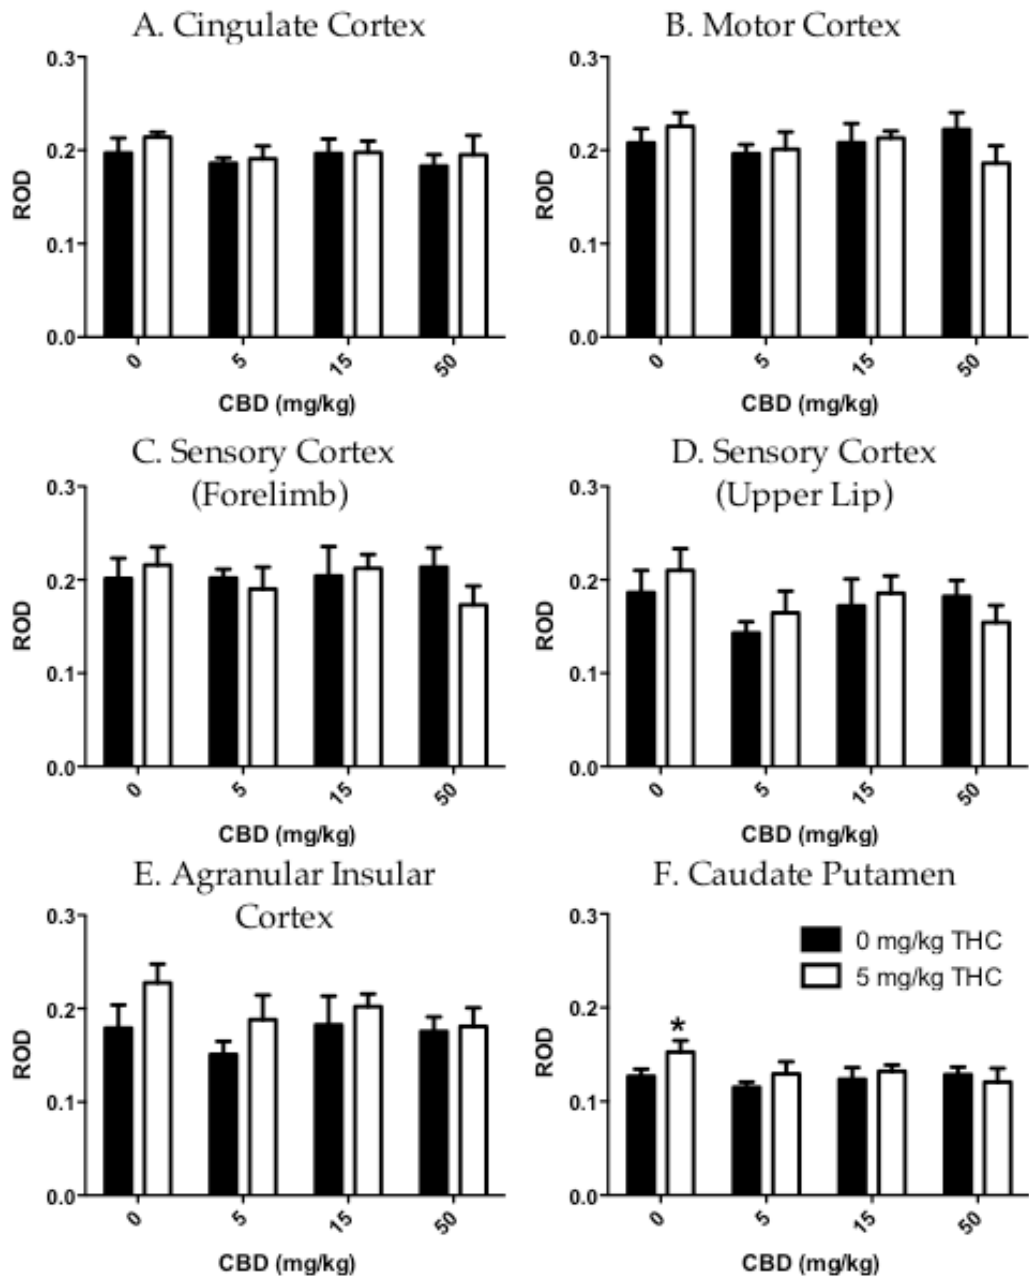 A. Cingulate Cortex
0.3
0.2
0.1
0.0
ROD
0 5 15 50
CBD (mg/kg)
B. Motor Cortex
0.3
0.2
0.1
0.0
ROD
0 5 15 50
CBD (mg/kg)
C. Sensory Cortex
(Forelimb)
0.3
0.2
0.1
0.0
ROD
0 5 15 50
CBD (mg/kg)
D. Sensory Cortex
(Upper Lip)
0.3
0.2
0.1
0.0
ROD
0 5 15 50
CBD (mg/kg)
E. Agranular Insular
Cortex
0.3
0.2
0.1
0.0
ROD
0 5 15 50
CBD (mg/kg)
F. Caudate Putamen
0.3
0.2
0.1
0.0
ROD
0 mg/kg THC
5 mg/kg THC
*
0 5 15 50
CBD (mg/kg)